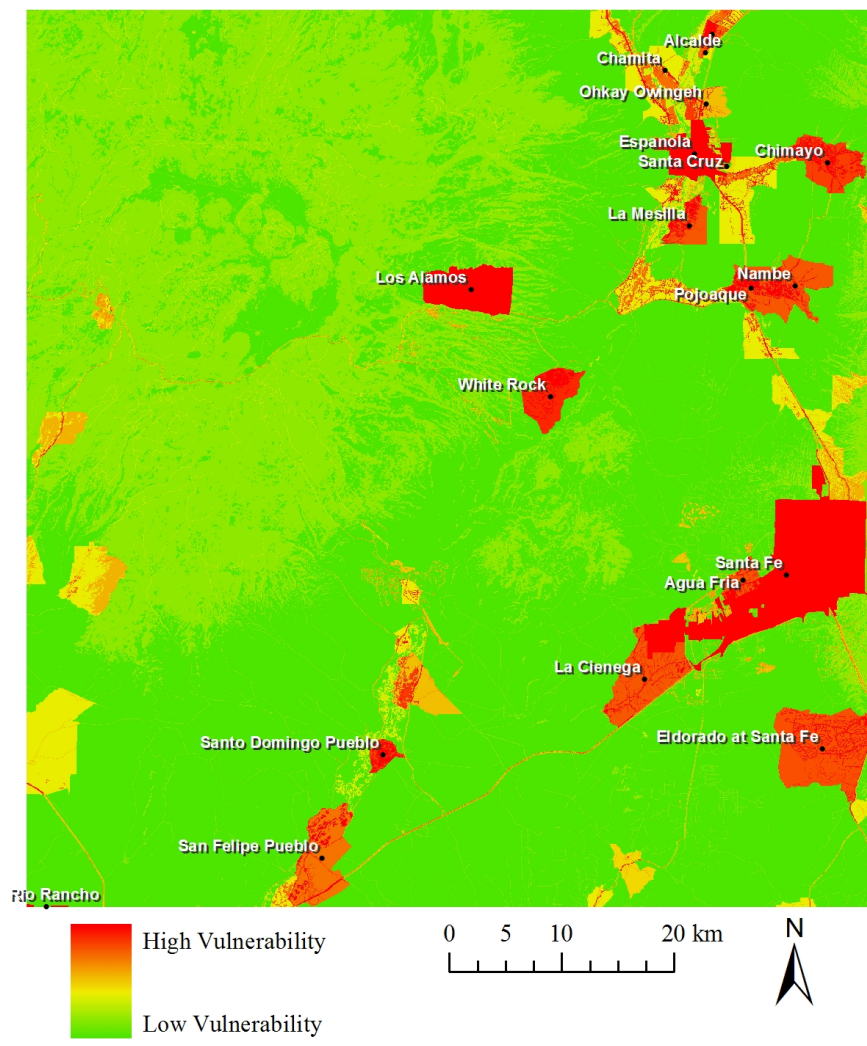 Alcalde
Chamita
Ohkay Owingeh
Espanola
Santa Cruz
Chimayo
La Mesilla
Los Alamos
Nambe
Pojoaque
White Rock
Santa Fe
Agua Fria
La Cienega
Santo Domingo Pueblo
Eldorado at Santa Fe
San Felipe Pueblo
Rio Rancho
High Vulnerability
Low Vulnerability
0 5 10 20 km
N